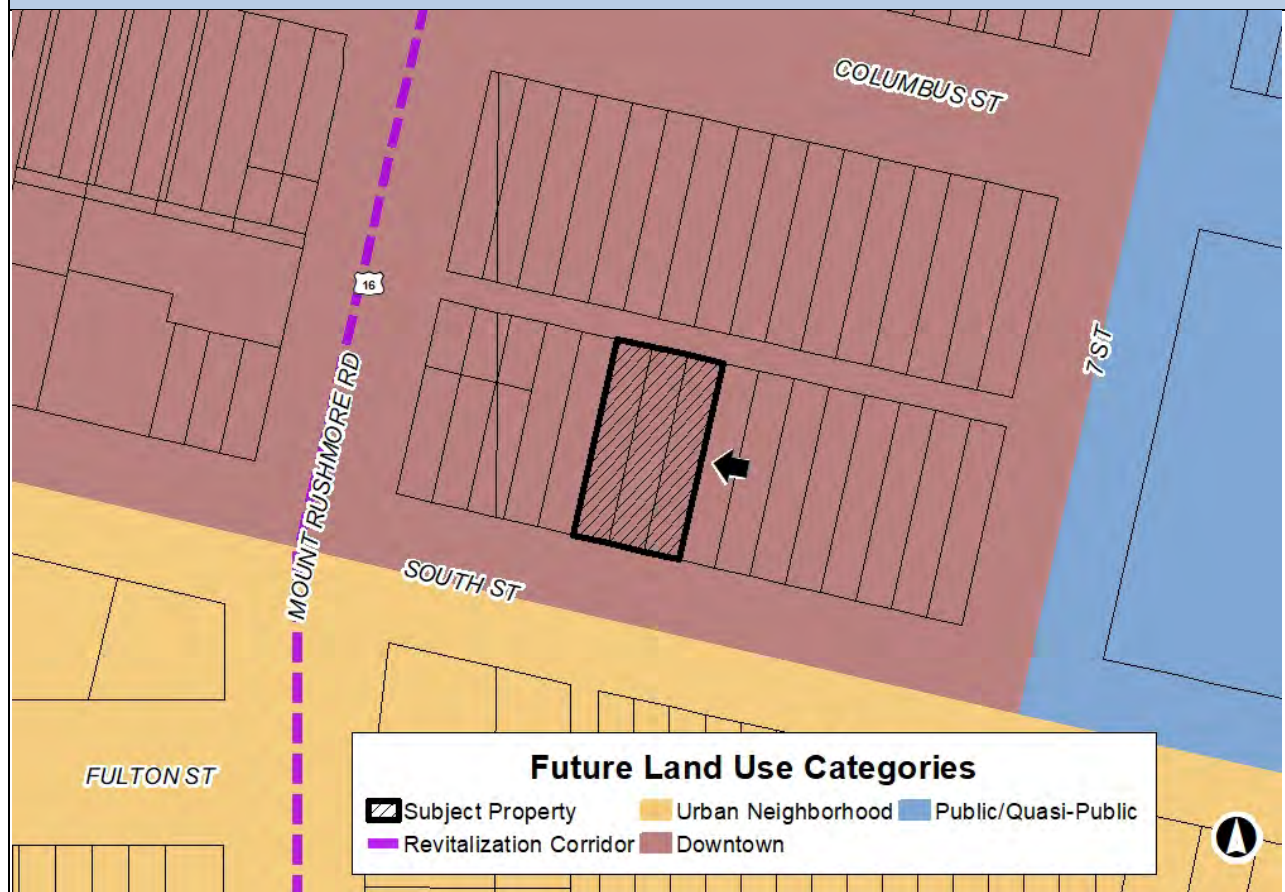 COLUMBUS ST
16
7 ST
MOUNT RUSHMORE RD
SOUTH ST
FULTON ST
Future Land Use Categories
Subject Property Urban Neighborhood Public/Quasi-Public
Revitalization Corridor Downtown